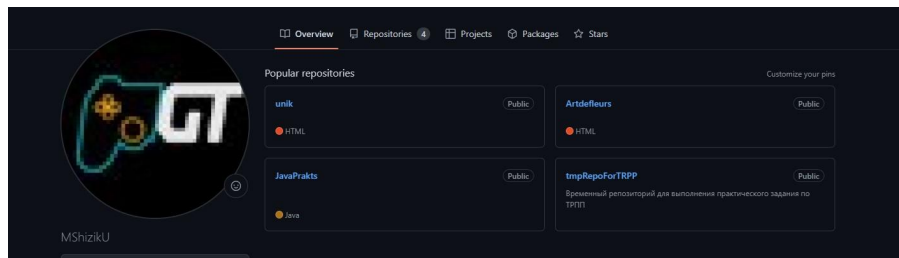 Overview Repositories 4 Projects Packages Stars
GT
Popular repositories Customize your pins
unik Public
HTML
Artdefleurs Public
HTML
JavaPrakts Public
Java
tmpRepoForTRPP Public
Временный репозиторий для выполнения практического задания по
ТРПП
MShizikU